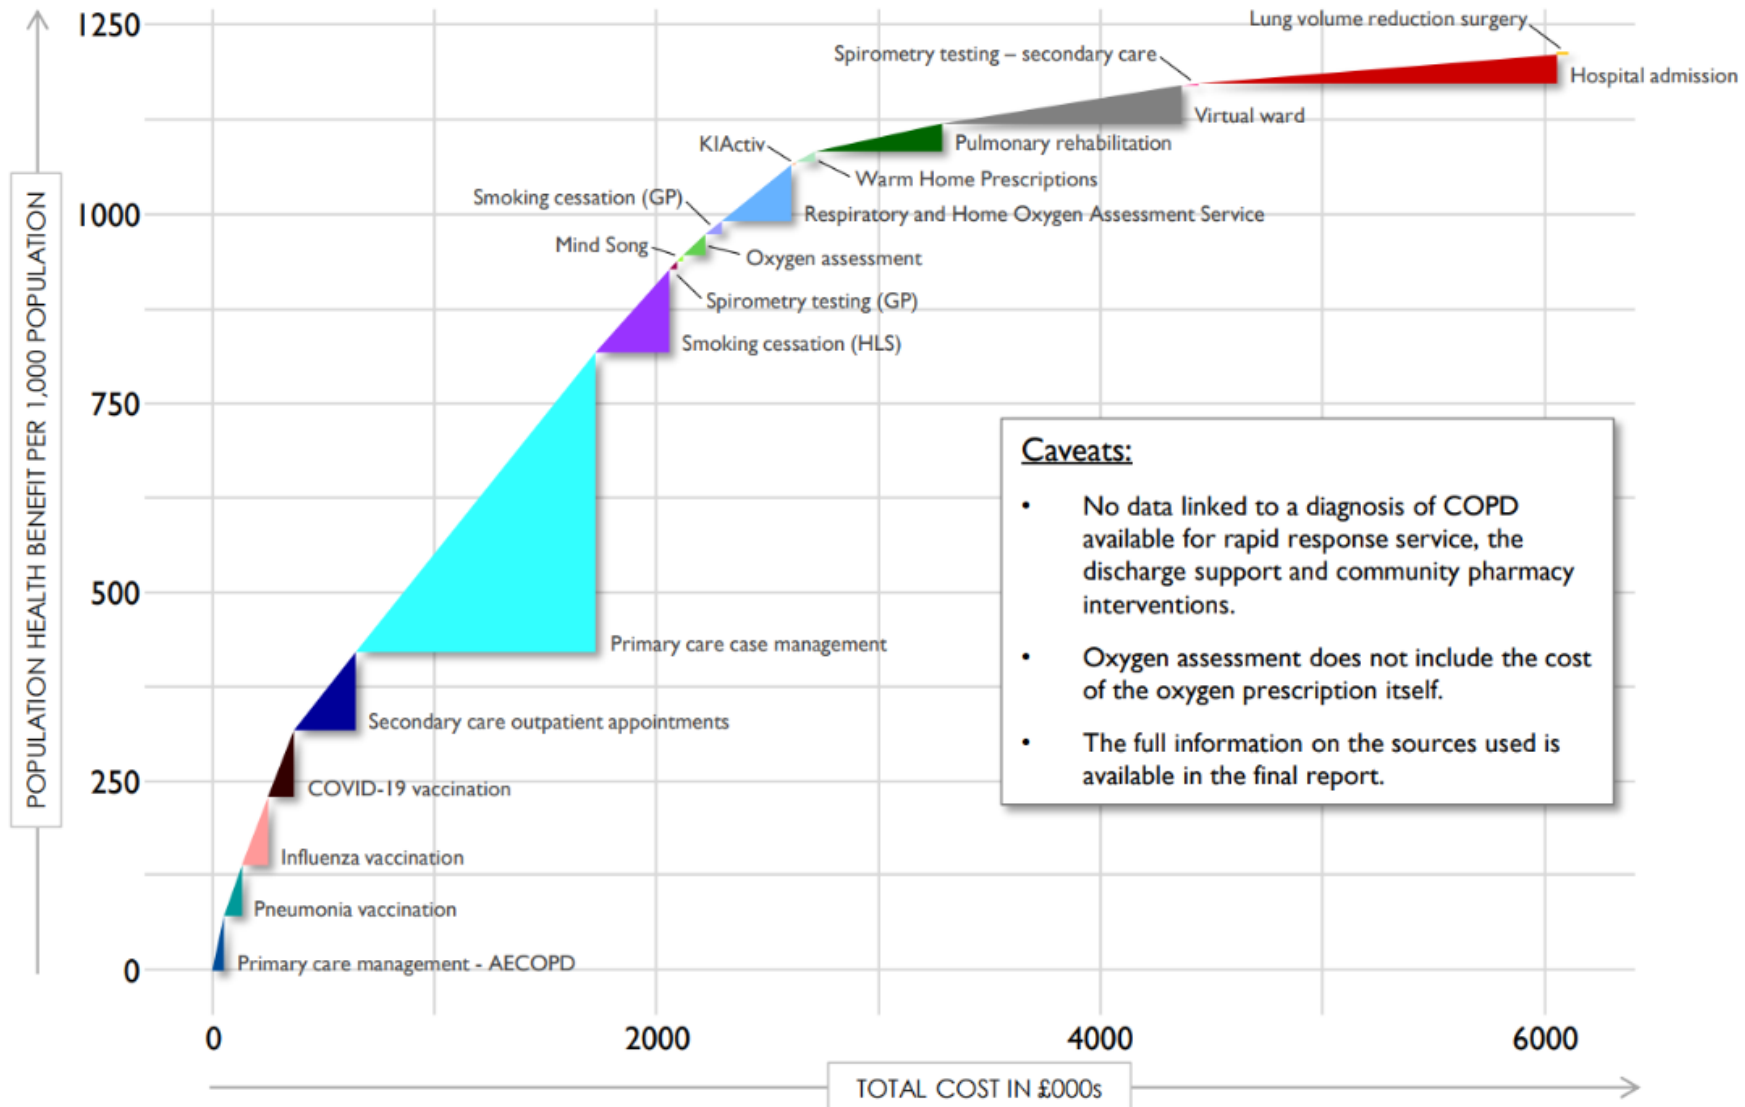 POPULATION HEALTH BENEFIT PER 1,000 POPULATION
1250
1000
750
500
250
0
Lung volume reduction surgery
Spirometry testing – secondary care
Hospital admission
Virtual ward
KIActiv
Pulmonary rehabilitation
Warm Home Prescriptions
Smoking cessation (GP)
Respiratory and Home Oxygen Assessment Service
Mind Song
Oxygen assessment
Spirometry testing (GP)
Smoking cessation (HLS)
Primary care case management
Secondary care outpatient appointments
COVID-19 vaccination
Influenza vaccination
Pneumonia vaccination
Primary care management - AECOPD
Caveats:
• No data linked to a diagnosis of COPD
available for rapid response service, the
discharge support and community pharmacy
interventions.
• Oxygen assessment does not include the cost
of the oxygen prescription itself.
• The full information on the sources used is
available in the final report.
0 2000 4000 6000
TOTAL COST IN £000s